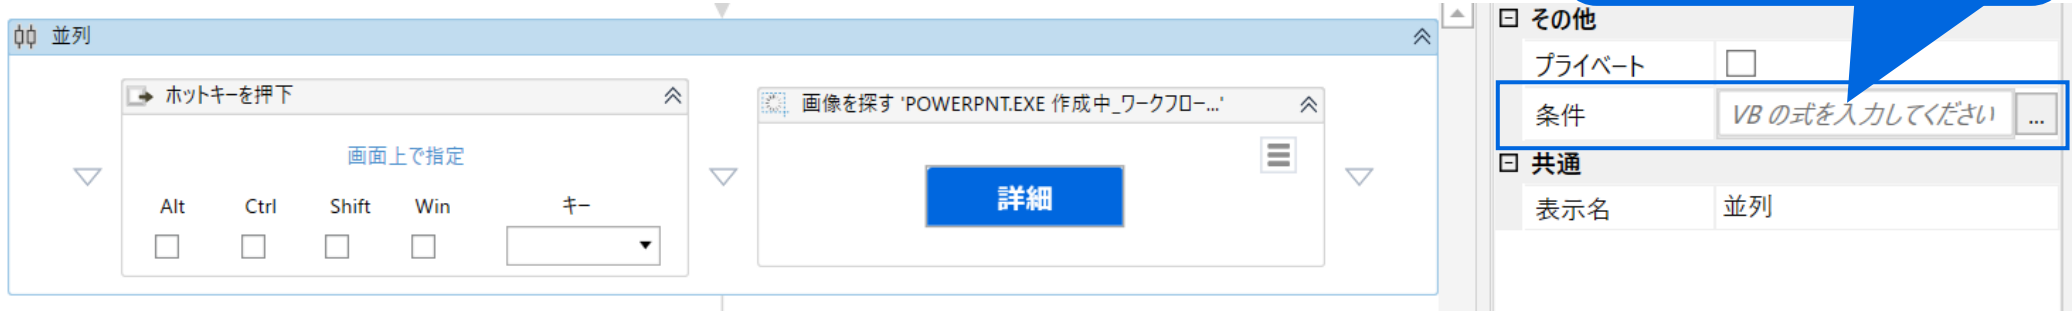 並列
ホットキーを押下
画面上で指定
Alt Ctrl Shift Win キー
画像を探す 'POWERPNT.EXE 作成中_ワークフロー...'
詳細
その他
プライベート
条件 VB の式を入力してください ...
共通
表示名 並列